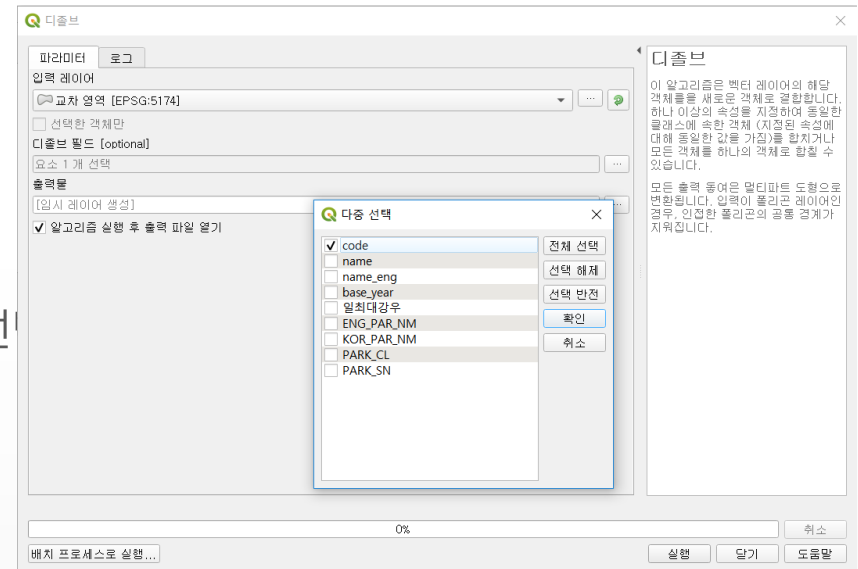 디졸브
파라미터
로그
입력 레이어
교차 영역 [EPSG:5174]
...
선택한 객체만
디졸브 필드 [optional]
요소 1 개 선택
...
출력물
[임시 레이어 생성]
...
알고리즘 실행 후 출력 파일 열기
다중 선택
code
name
name_eng
base_year
일최대강우
ENG_PAR_NM
KOR_PAR_NM
PARK_CL
PARK_SN
전체 선택
선택 해제
선택 반전
확인
취소
디졸브
이 알고리즘은 벡터 레이어의 해당
객체를을 새로운 객체로 결합합니다.
하나 이상의 속성을 지정하여 동일한
클래스에 속한 객체 (지정된 속성에
대해 동일한 값을 가짐)를 합치거나
모든 객체를 하나의 객체로 합칠 수
있습니다.
모든 출력 동여은 멀티파트 도형으로
변환됩니다. 입력이 폴리곤 레이어인
경우, 인접한 폴리곤의 공통 경계가
지워집니다.
0%
취소
배치 프로세스로 실행...
실행
닫기
도움말